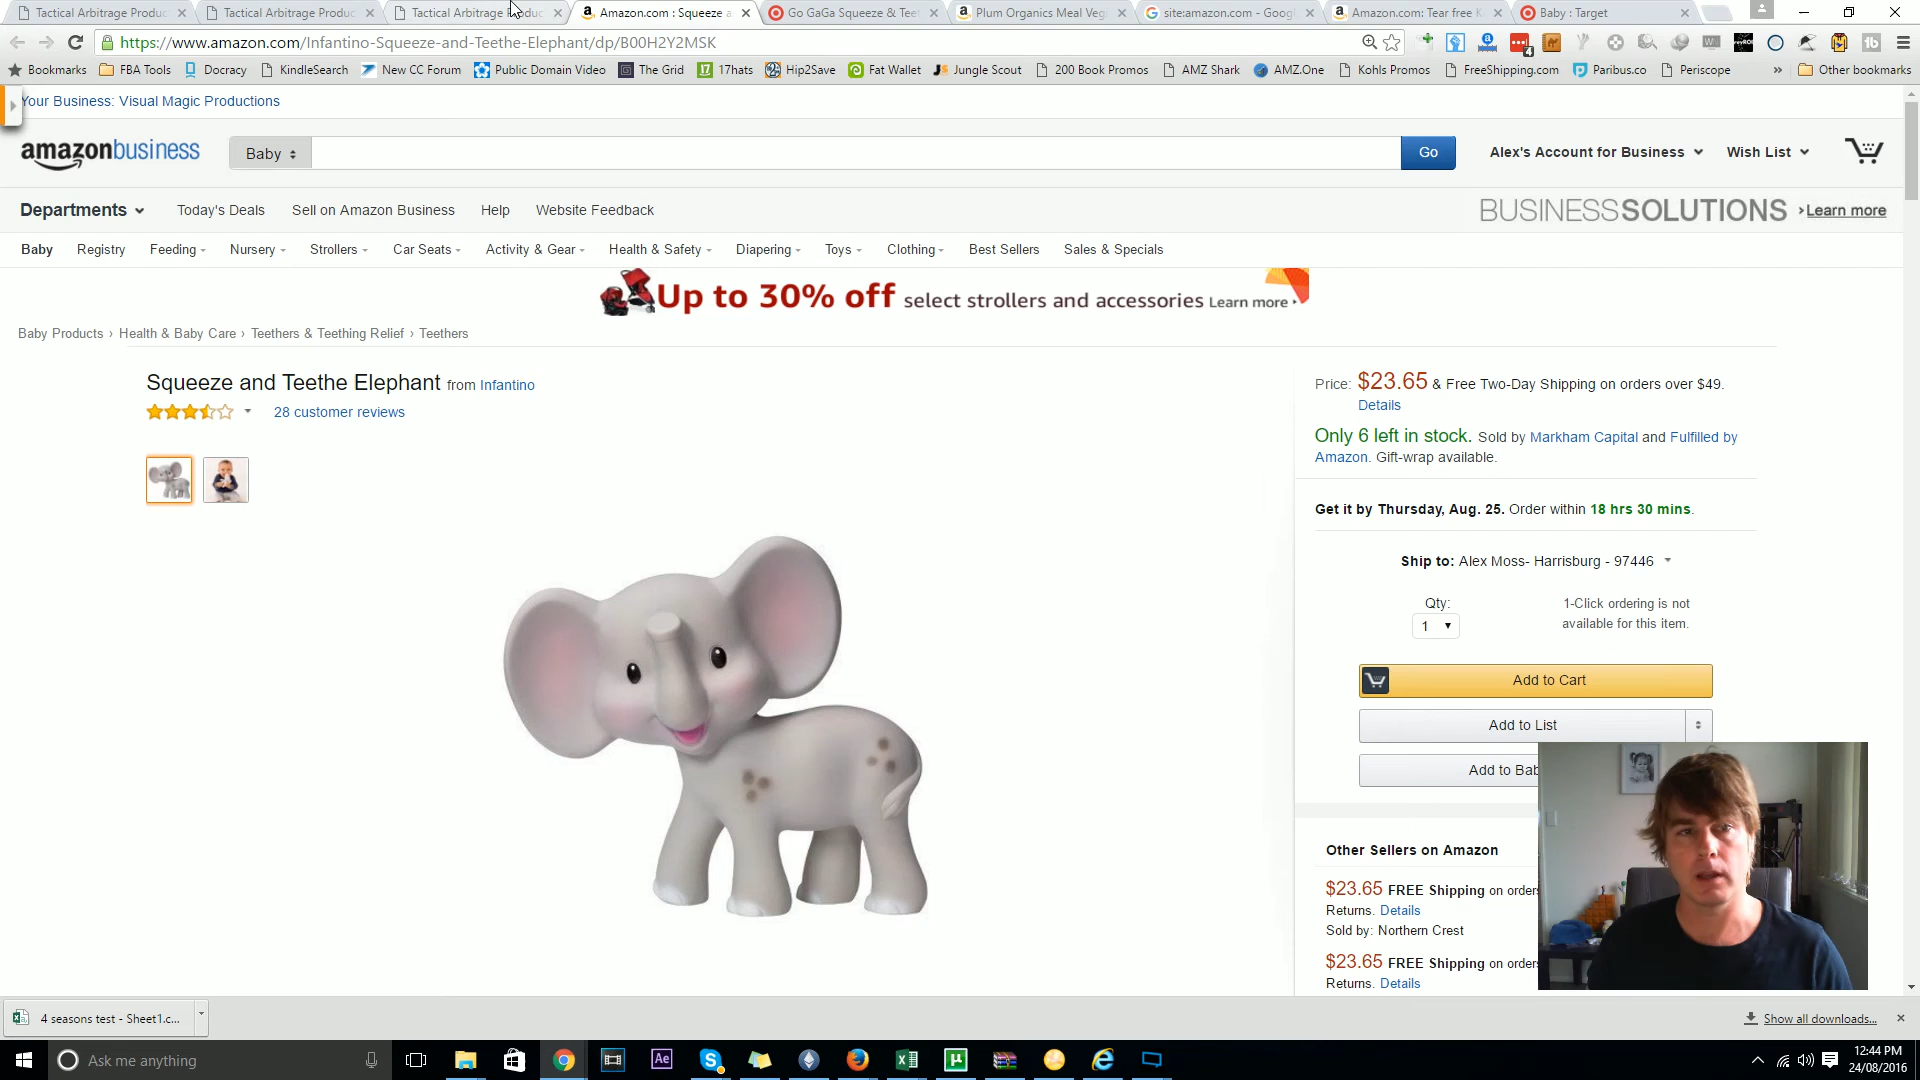 Tactical Arbitrage Produc
Tactical Arbitrage Produc
Tactical Arbitrage Produc
Amazon.com : Squeeze a
Go GaGa Squeeze & Teet
Plum Organics Meal Veg
site:amazon.com - Googl
Amazon.com: Tear free K
Baby : Target
https://www.amazon.com/Infantino-Squeeze-and-Teethe-Elephant/dp/B00H2Y2MSK
Bookmarks
FBA Tools
Docracy
KindleSearch
New CC Forum
Public Domain Video
The Grid
17hats
Hip2Save
Fat Wallet
Jungle Scout
200 Book Promos
AMZ Shark
AMZ.One
Kohls Promos
FreeShipping.com
Paribus.co
Periscope
»
Other bookmarks
Your Business: Visual Magic Productions
amazonbusiness
Baby
Go
Alex's Account for Business
Wish List
Departments
Today's Deals
Sell on Amazon Business
Help
Website Feedback
BUSINESSSOLUTIONS
›Learn more
Baby
Registry
Feeding
Nursery
Strollers
Car Seats
Activity & Gear
Health & Safety
Diapering
Toys
Clothing
Best Sellers
Sales & Specials
Up to 30% off select strollers and accessories Learn more
Baby Products › Health & Baby Care › Teethers & Teething Relief › Teethers
Squeeze and Teethe Elephant from Infantino
28 customer reviews
Price: $23.65 & Free Two-Day Shipping on orders over $49.
Details
Only 6 left in stock. Sold by Markham Capital and Fulfilled by
Amazon. Gift-wrap available.
Get it by Thursday, Aug. 25. Order within 18 hrs 30 mins.
Ship to: Alex Moss- Harrisburg - 97446
Qty:
1
1-Click ordering is not
available for this item.
Add to Cart
Add to List
Add to Bab
Other Sellers on Amazon
$23.65 FREE Shipping on order
Returns. Details
Sold by: Northern Crest
$23.65 FREE Shipping on order
Returns. Details
4 seasons test - Sheet1.c...
Show all downloads...
Ask me anything
Ae
12:44 PM
24/08/2016